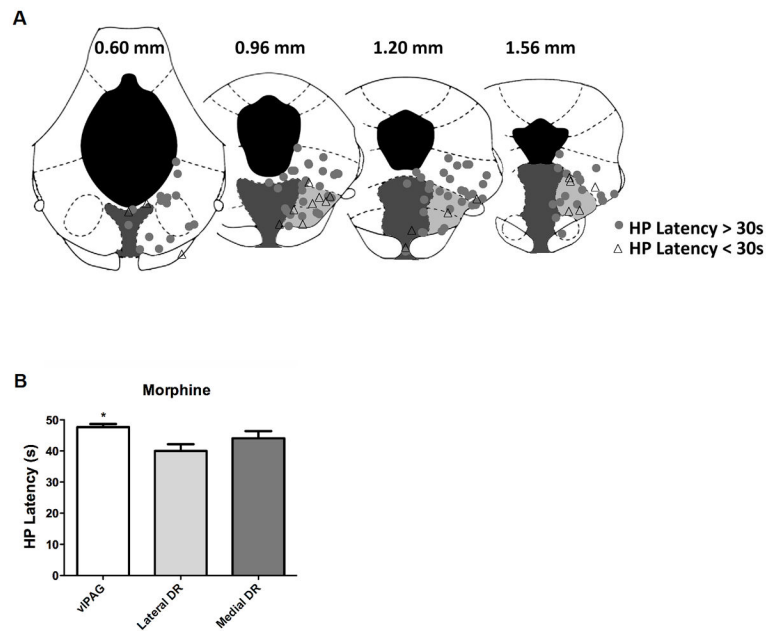 A
0.60 mm
0.96 mm
1.20 mm
1.56 mm
HP Latency > 30s
HP Latency < 30s
B
Morphine
*
HP Latency (s)
50
40
30
20
10
0
vlPAG
Lateral DR
Medial DR